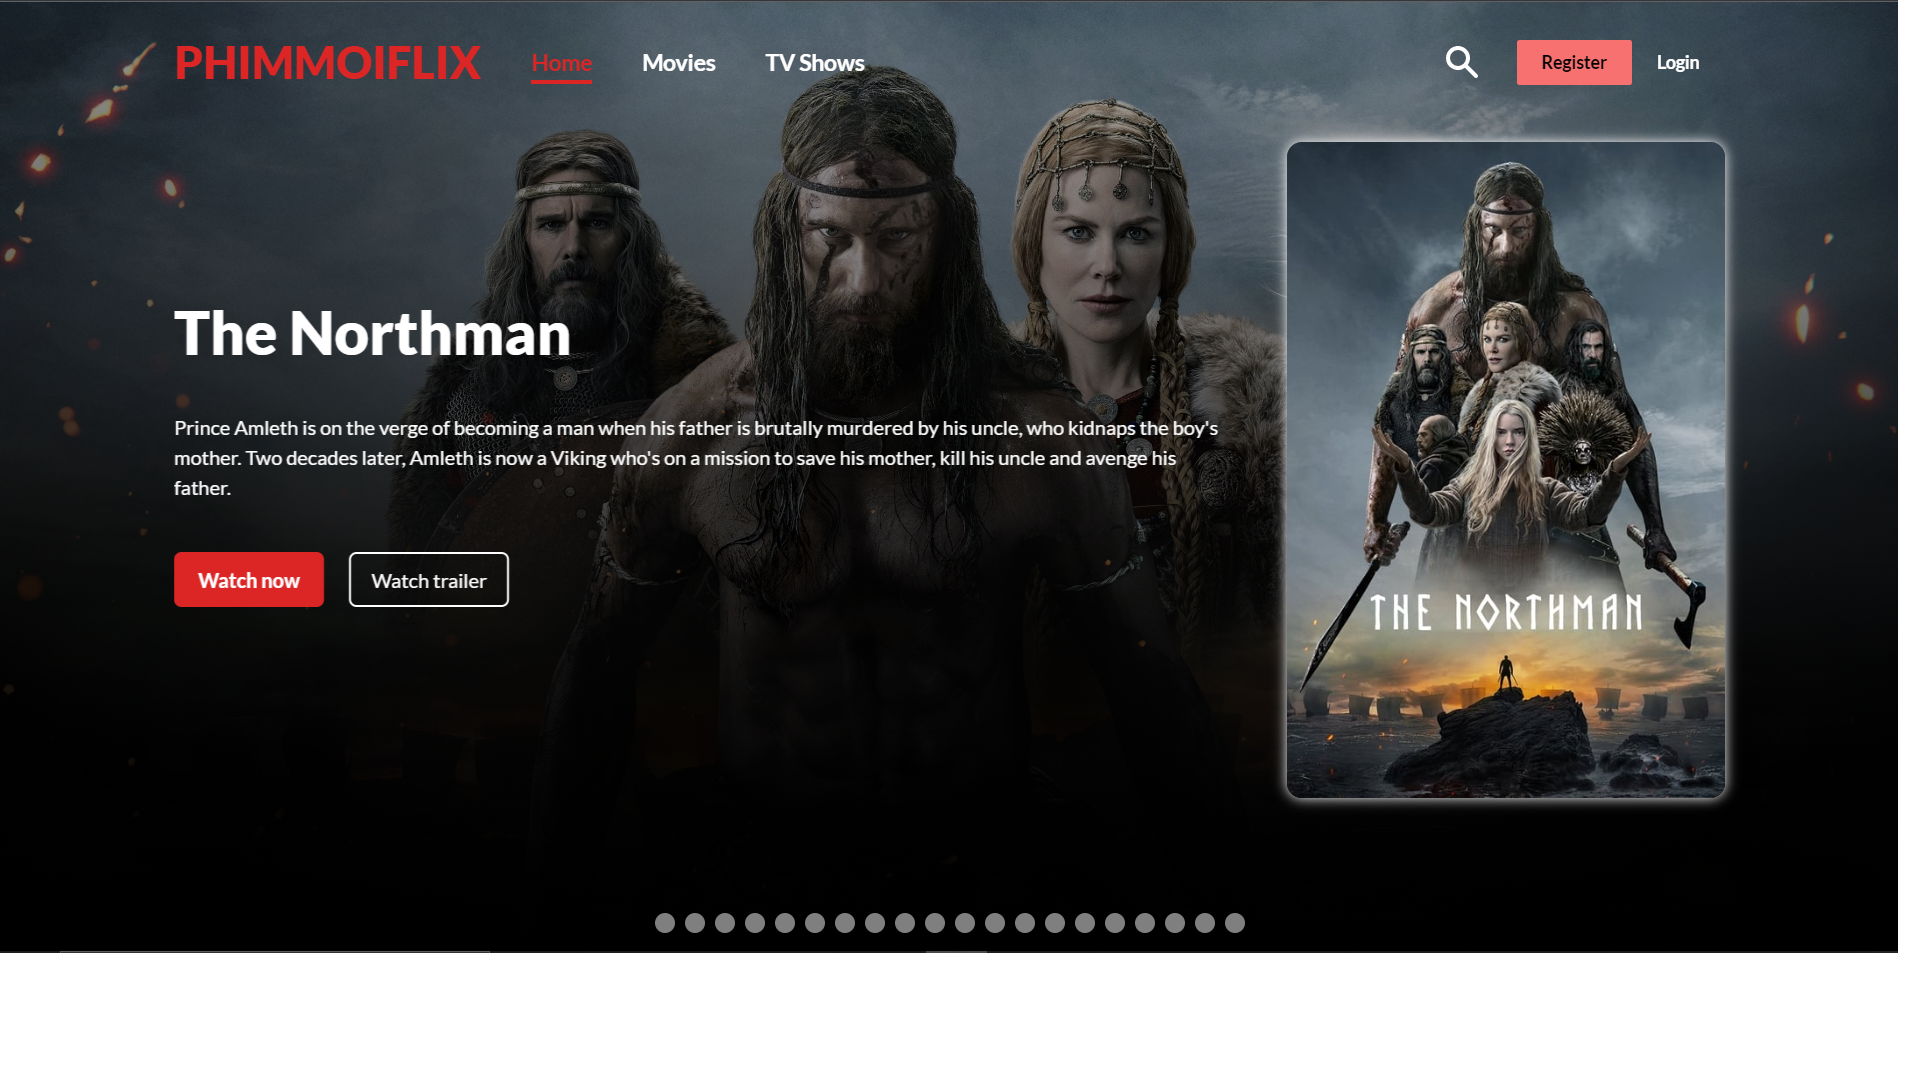 PHIMMOIFLIX
Home
Movies
TV Shows
Register
Login
The Northman
Prince Amleth is on the verge of becoming a man when his father is brutally murdered by his uncle, who kidnaps the boy's
mother. Two decades later, Amleth is now a Viking who's on a mission to save his mother, kill his uncle and avenge his
father.
Watch now
Watch trailer
THE NORTHMAN